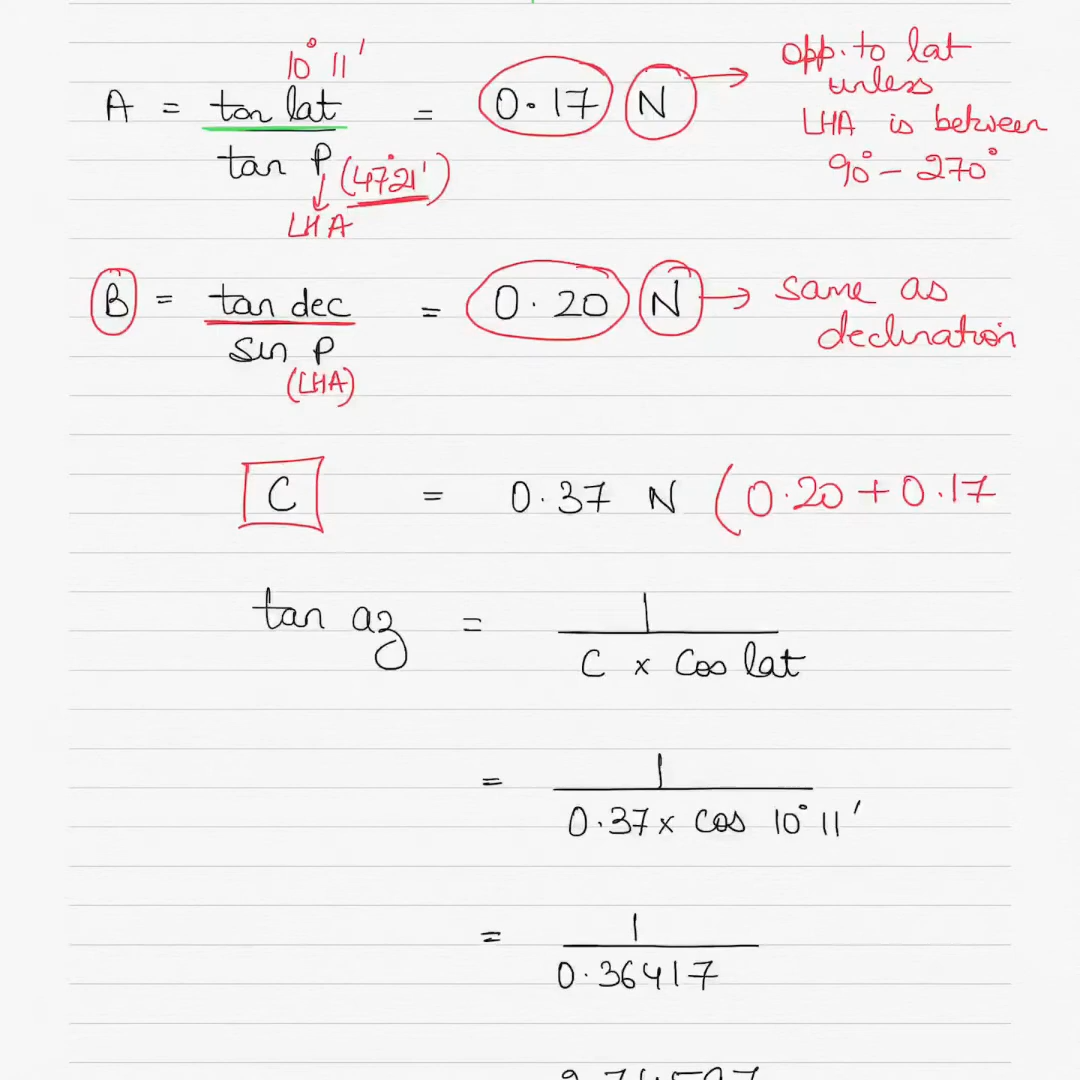 10° 11'
A = tan lat / tan P = 0.17 N → opp. to lat unless LHA is between 90° – 270°
(47°21')
LHA
B = tan dec / sin P = 0.20 N → same as declination
(LHA)
C = 0.37 N (0.20 + 0.17
tan az = 1 / C x cos lat
= 1 / 0.37 x cos 10° 11'
= 1 / 0.36417